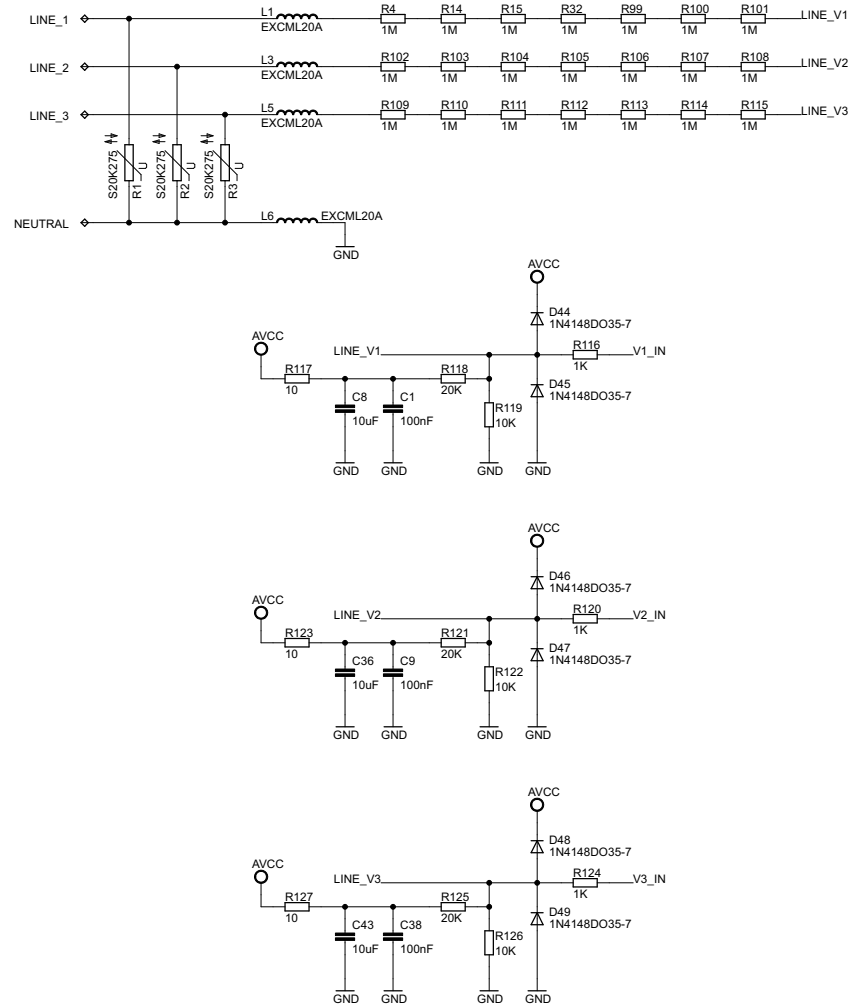 LINE_1 L1 R4 R14 R15 R32 R99 R100 R101 LINE_V1
EXCML20A 1M 1M 1M 1M 1M 1M 1M
LINE_2 L3 R102 R103 R104 R105 R106 R107 R108 LINE_V2
EXCML20A 1M 1M 1M 1M 1M 1M 1M
LINE_3 L5 R109 R110 R111 R112 R113 R114 R115 LINE_V3
EXCML20A 1M 1M 1M 1M 1M 1M 1M
S20K275 U R1
S20K275 U R2
S20K275 U R3
NEUTRAL L6 EXCML20A
GND
AVCC
D44
1N4148DO35-7
AVCC LINE_V1 R116 V1_IN
1K
R117 R118 D45
10 20K 1N4148DO35-7
C8 C1 R119
10uF 100nF 10K
GND GND GND GND
AVCC
D46
1N4148DO35-7
AVCC LINE_V2 R120 V2_IN
1K
R123 R121 D47
10 20K 1N4148DO35-7
C36 C9 R122
10uF 100nF 10K
GND GND GND GND
AVCC
D48
1N4148DO35-7
AVCC LINE_V3 R124 V3_IN
1K
R127 R125 D49
10 20K 1N4148DO35-7
C43 C38 R126
10uF 100nF 10K
GND GND GND GND